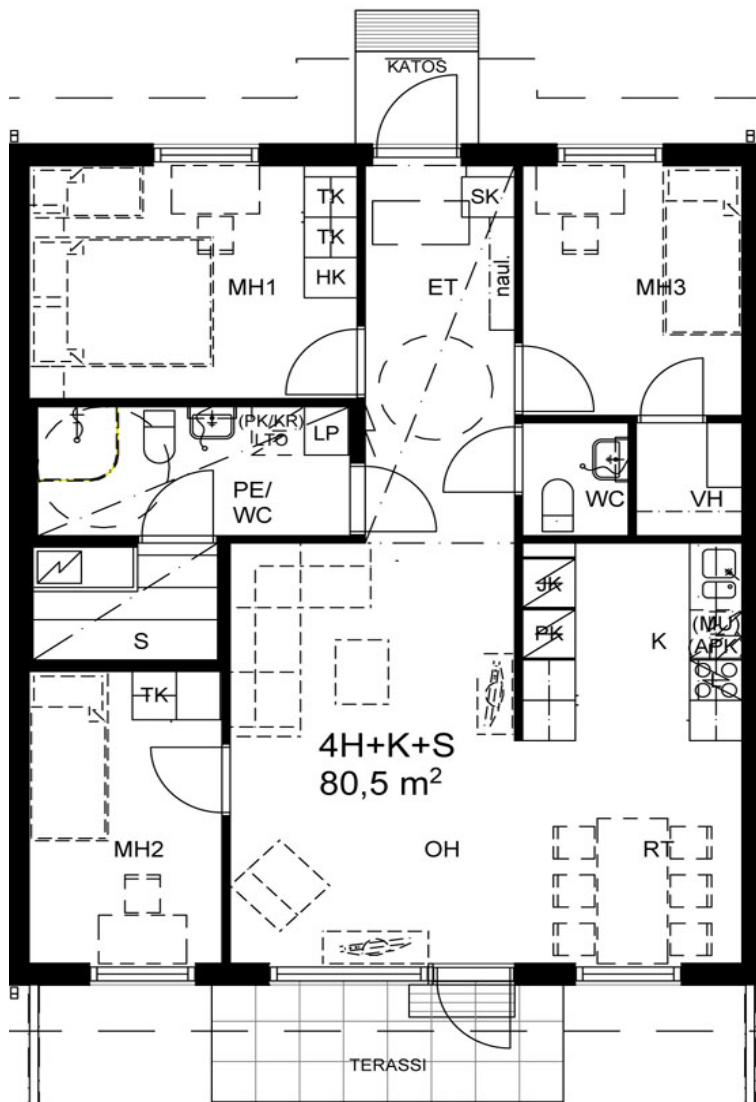 KATOS
TK
TK
HK
MH1
ET
SK
naul.
MH3
(PK/KR)
LTO
LP
PE/
WC
WC
VH
S
JK
PK
K
(MU)
(APK)
TK
4H+K+S
80,5 m²
MH2
OH
RT
TERASSI